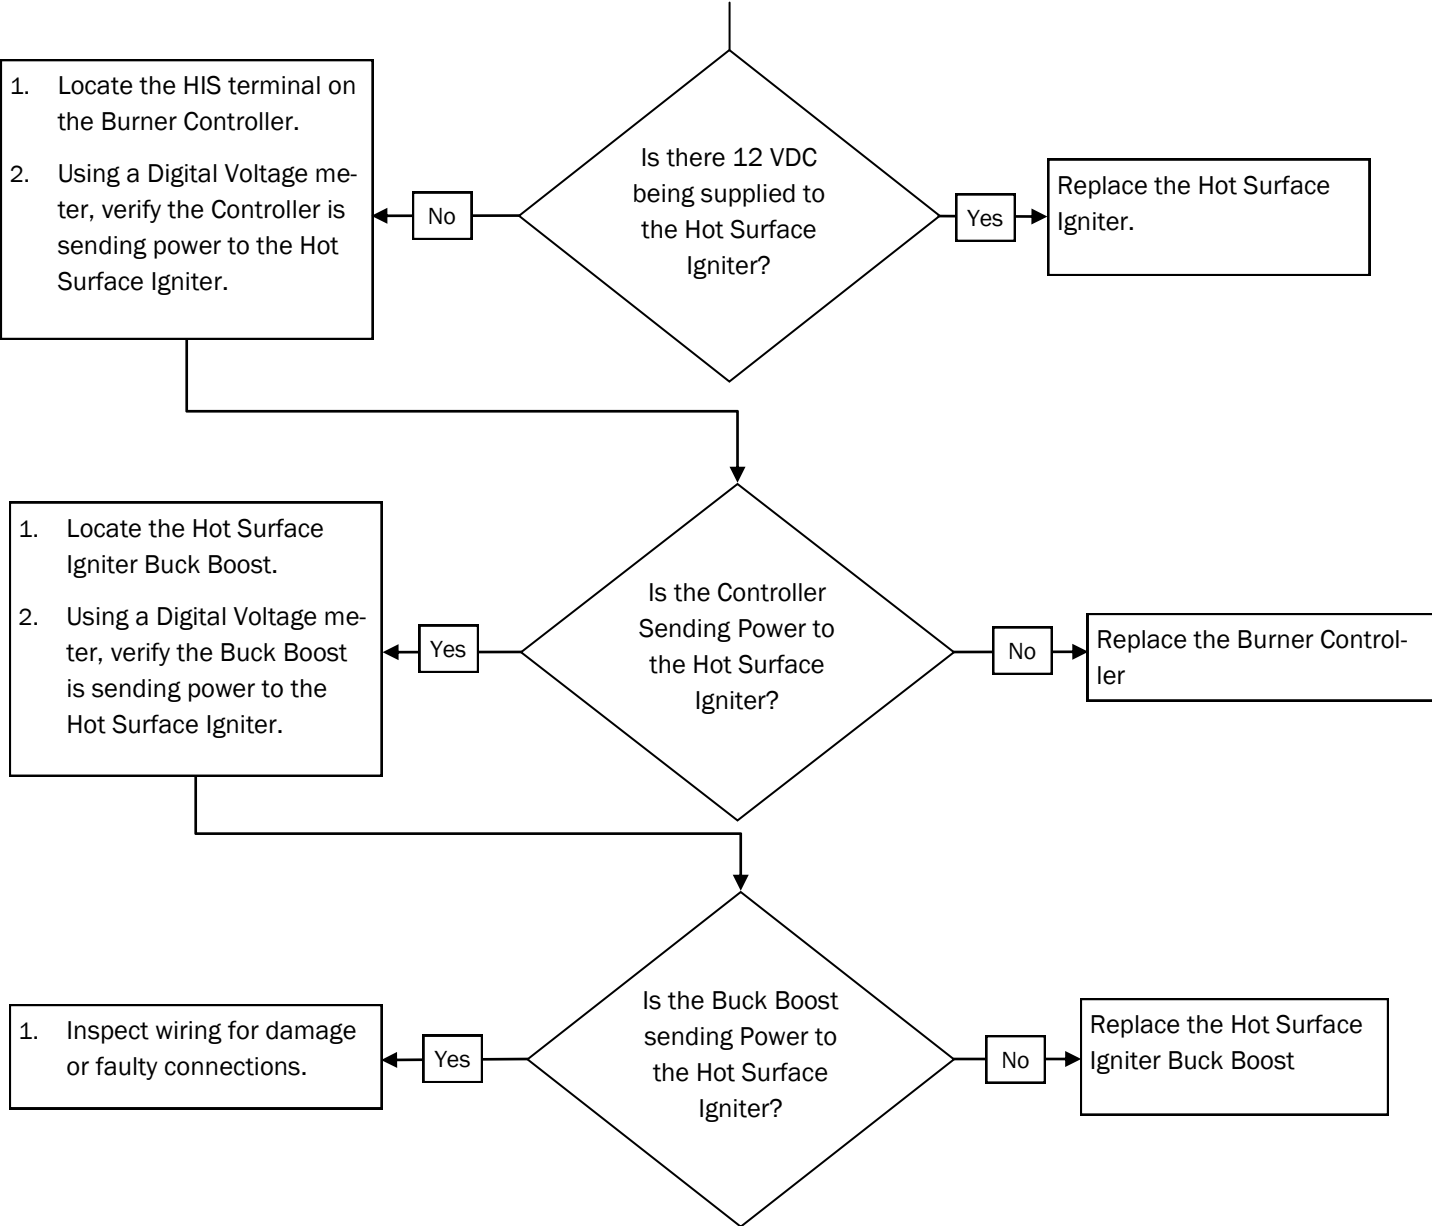 1. Locate the HIS terminal on
the Burner Controller.
2. Using a Digital Voltage me-
ter, verify the Controller is
sending power to the Hot
Surface Igniter.
No
Is there 12 VDC
being supplied to
the Hot Surface
Igniter?
Yes
Replace the Hot Surface
Igniter.
1. Locate the Hot Surface
Igniter Buck Boost.
2. Using a Digital Voltage me-
ter, verify the Buck Boost
is sending power to the
Hot Surface Igniter.
Yes
Is the Controller
Sending Power to
the Hot Surface
Igniter?
No
Replace the Burner Control-
ler
1. Inspect wiring for damage
or faulty connections.
Yes
Is the Buck Boost
sending Power to
the Hot Surface
Igniter?
No
Replace the Hot Surface
Igniter Buck Boost